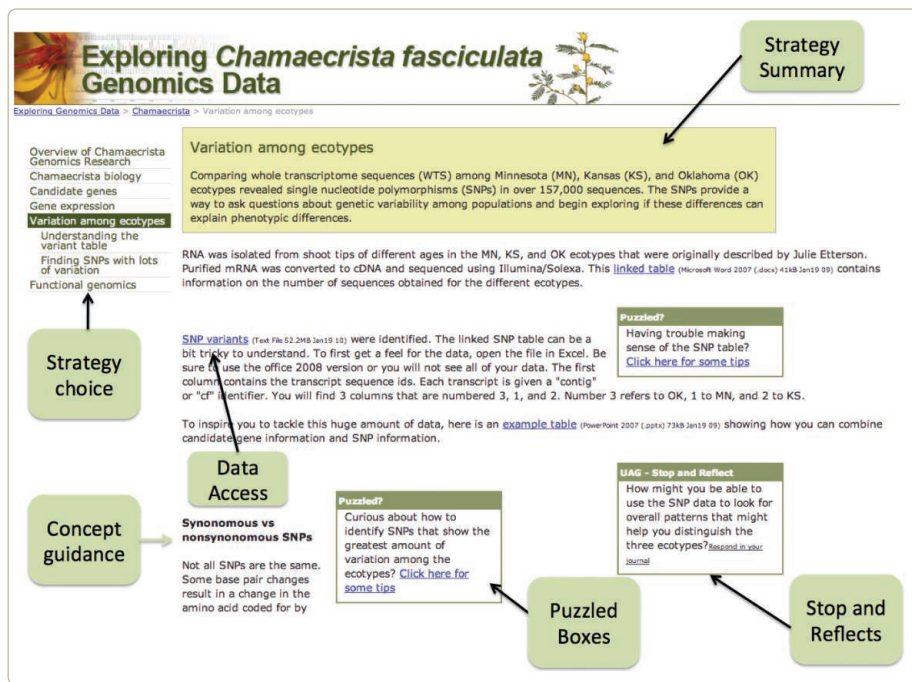 Exploring Chamaecrista fasciculata
Genomics Data
Strategy
Summary
Exploring Genomics Data > Chamaecrista > Variation among ecotypes
Overview of Chamaecrista
Genomics Research
Chamaecrista biology
Candidate genes
Gene expression
Variation among ecotypes
Understanding the
variant table
Finding SNPs with lots
of variation
Functional genomics
Strategy
choice
Variation among ecotypes
Comparing whole transcriptome sequences (WTS) among Minnesota (MN), Kansas (KS), and Oklahoma (OK)
ecotypes revealed single nucleotide polymorphisms (SNPs) in over 157,000 sequences. The SNPs provide a
way to ask questions about genetic variability among populations and begin exploring if these differences can
explain phenotypic differences.
RNA was isolated from shoot tips of different ages in the MN, KS, and OK ecotypes that were originally described by Julie Etterson.
Purified mRNA was converted to cDNA and sequenced using Illumina/Solexa. This linked table (Microsoft Word 2007 (.docx) 41kB Jan19 09) contains
information on the number of sequences obtained for the different ecotypes.
SNP variants (Text File 52.2MB Jan19 10) were identified. The linked SNP table can be a
bit tricky to understand. To first get a feel for the data, open the file in Excel. Be
sure to use the office 2008 version or you will not see all of your data. The first
column contains the transcript sequence ids. Each transcript is given a "contig"
or "cf" identifier. You will find 3 columns that are numbered 3, 1, and 2. Number 3 refers to OK, 1 to MN, and 2 to KS.
Puzzled?
Having trouble making
sense of the SNP table?
Click here for some tips
To inspire you to tackle this huge amount of data, here is an example table (PowerPoint 2007 (.pptx) 73kB Jan19 09) showing how you can combine
candidate gene information and SNP information.
Data
Access
Concept
guidance
Synonomous vs
nonsynonomous SNPs
Not all SNPs are the same.
Some base pair changes
result in a change in the
amino acid coded for by
Puzzled?
Curious about how to
identify SNPs that show the
greatest amount of
variation among the
ecotypes? Click here for
some tips
Puzzled
Boxes
UAG - Stop and Reflect
How might you be able to
use the SNP data to look for
overall patterns that might
help you distinguish the
three ecotypes? Respond in your
journal
Stop and
Reflects